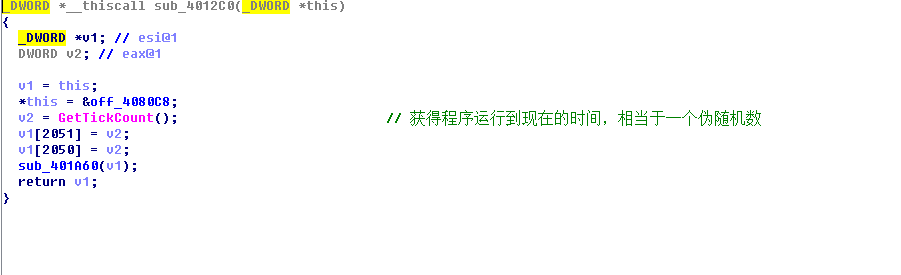 _DWORD *__thiscall sub_4012C0(_DWORD *this)
{
_DWORD *v1; // esi@1
DWORD v2; // eax@1
v1 = this;
*this = &off_4080C8;
v2 = GetTickCount(); // 获得程序运行到现在的时间，相当于一个伪随机数
v1[2051] = v2;
v1[2050] = v2;
sub_401A60(v1);
return v1;
}